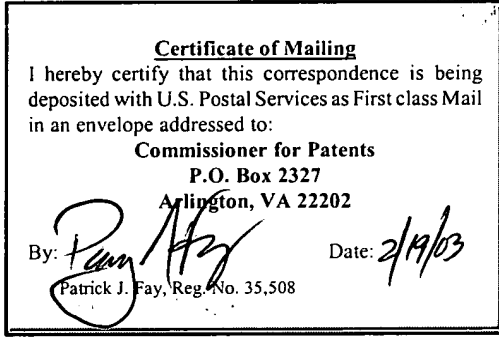 Certificate of Mailing
I hereby certify that this correspondence is being
deposited with U.S. Postal Services as First class Mail
in an envelope addressed to:
Commissioner for Patents
P.O. Box 2327
Arlington, VA 22202
By: Date: 2/19/03
Patrick J. Fay, Reg. No. 35,508